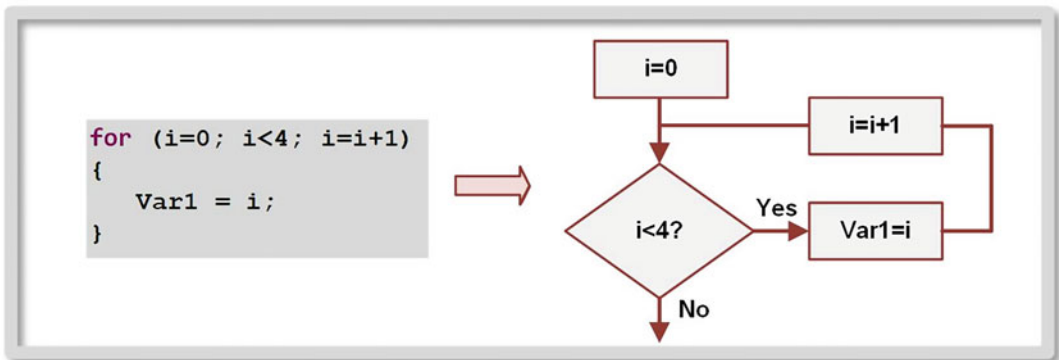 for (i=0; i<4; i=i+1)
{
Var1 = i;
}
i=0
i=i+1
i<4?
Yes
Var1=i
No